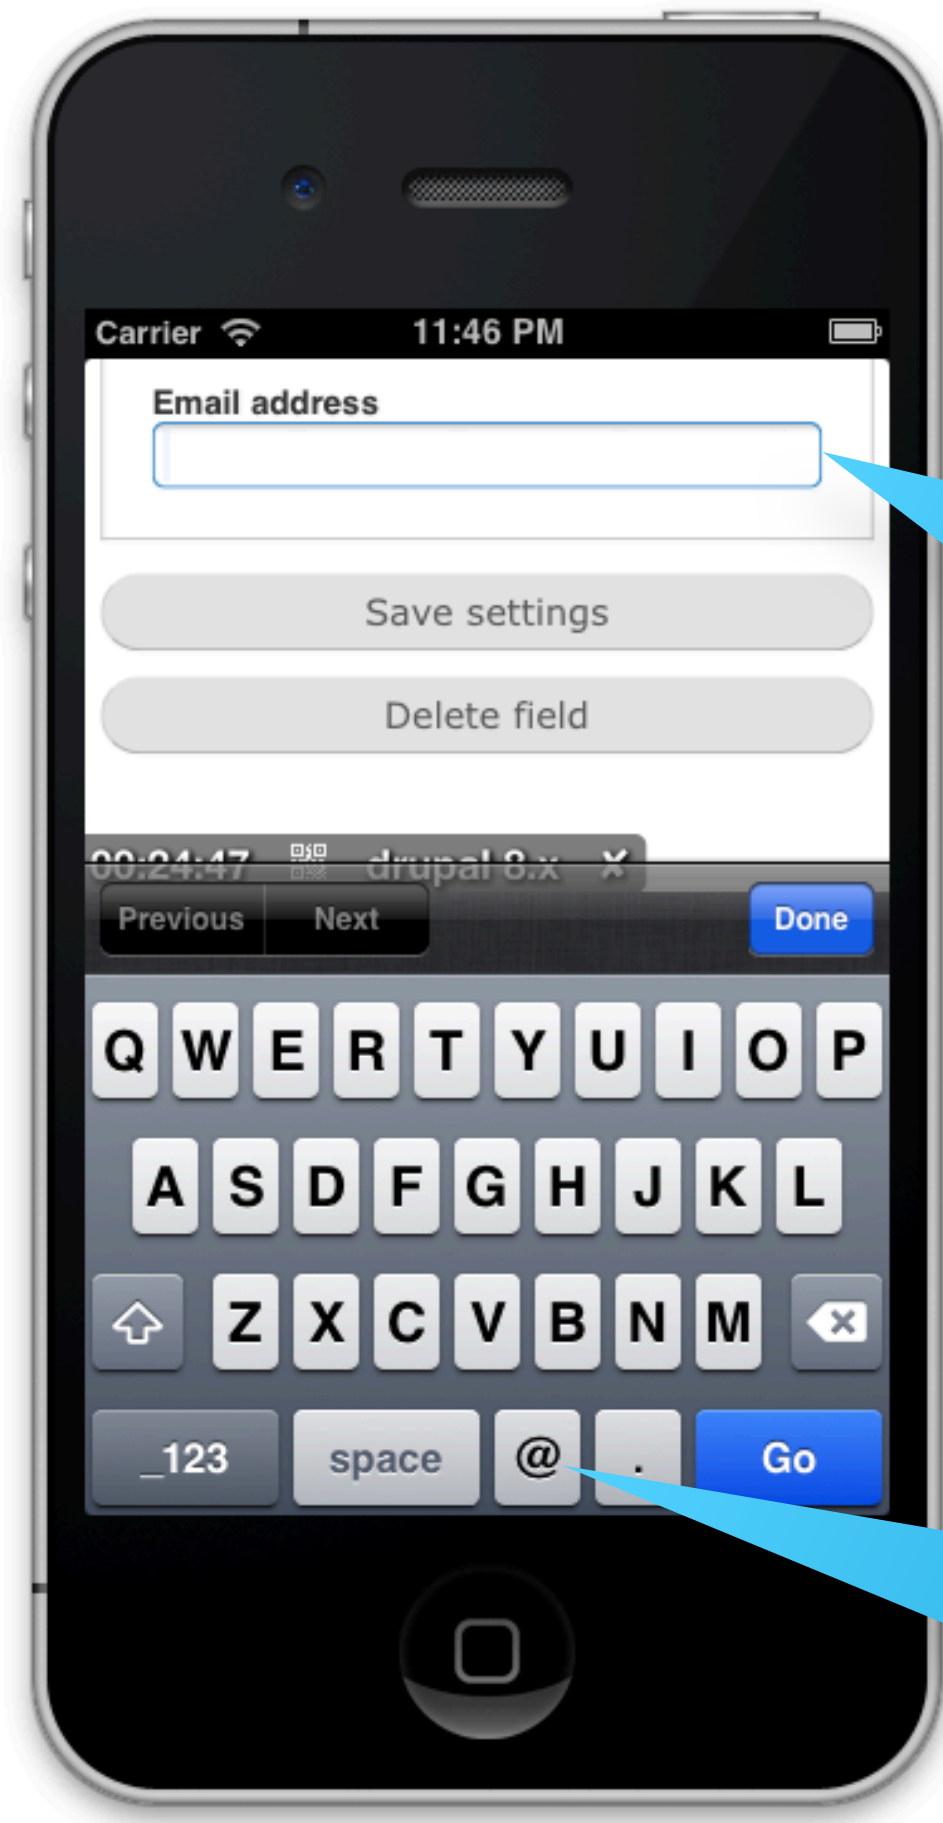 Carrier 11:46 PM
Email address
Save settings
Delete field
00:24:47 drupal 8.x ✘
Previous Next Done
Q W E R T Y U I O P
A S D F G H J K L
Z X C V B N M
_123 space @ . Go